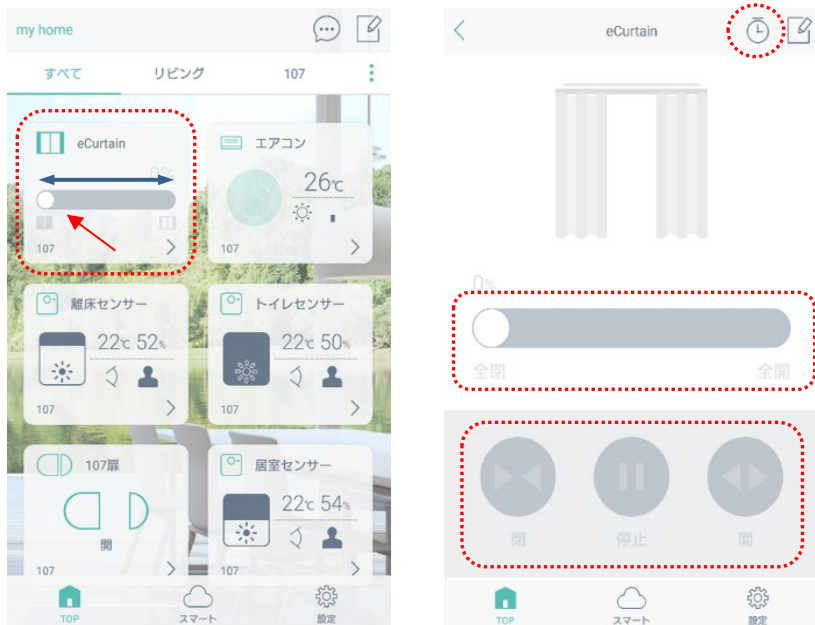 my home
すべて リビング 107
eCurtain
0%
107
エアコン
26℃
107
離床センサー
22℃ 52%
107
トイレセンサー
22℃ 50%
107
107扉
開
107
居室センサー
22℃ 54%
107
TOP スマート 設定
eCurtain
0%
全閉 全開
閉 停止 開
TOP スマート 設定